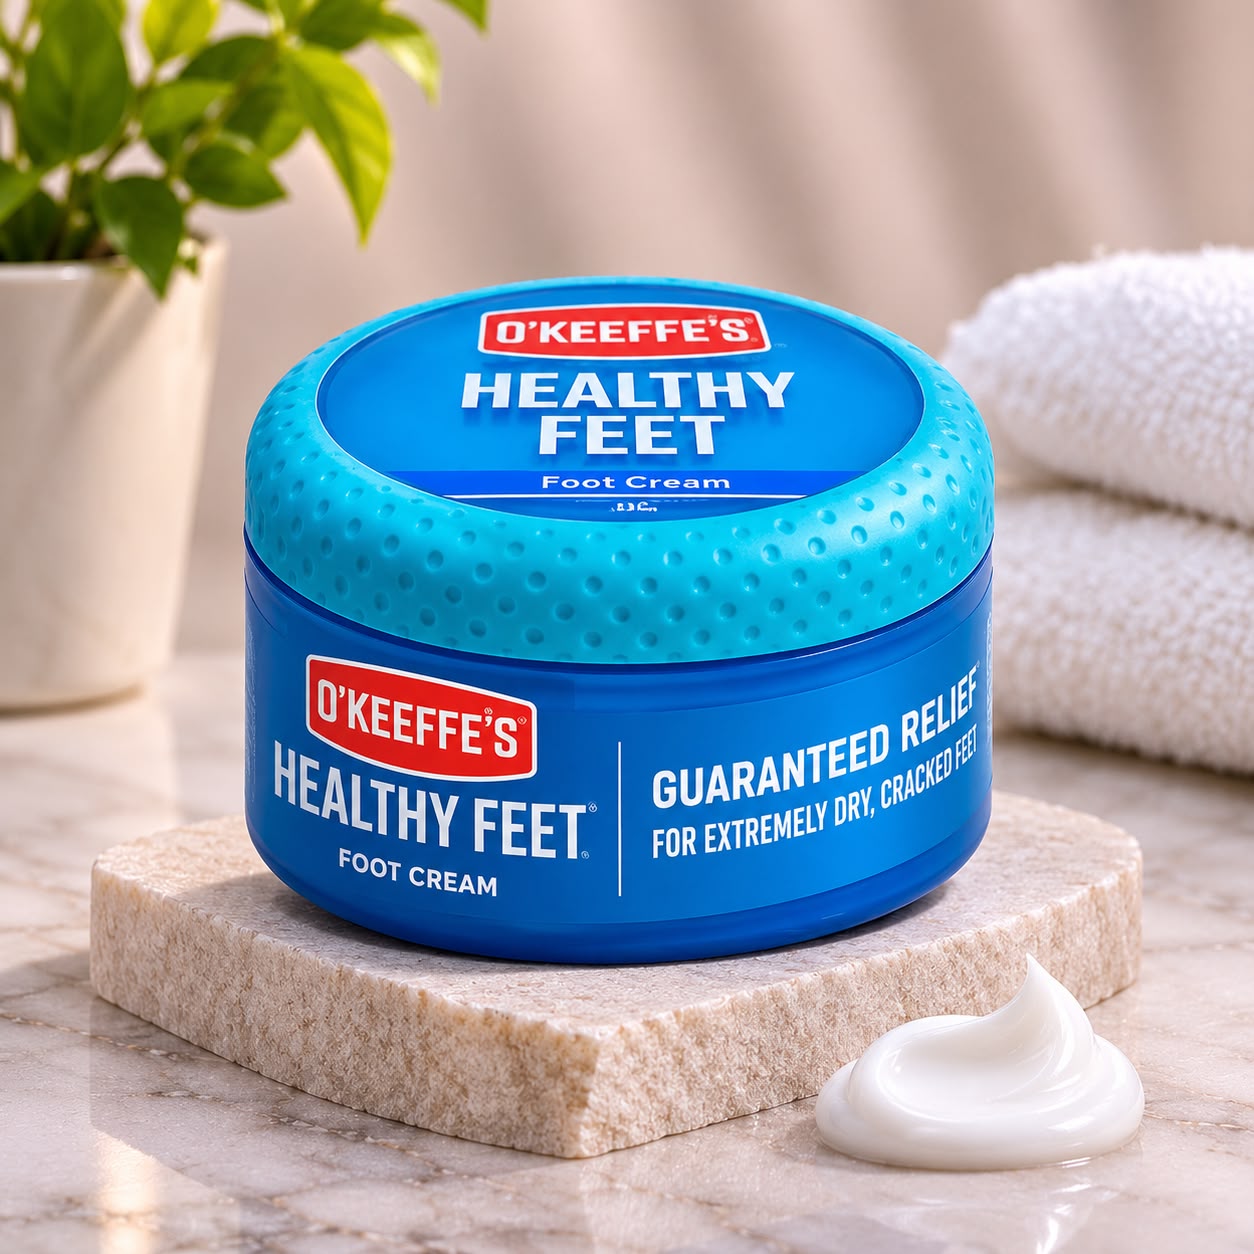 O'KEEFFE'S®
HEALTHY
FEET
Foot Cream
O'KEEFFE'S®
HEALTHY FEET®
FOOT CREAM
GUARANTEED RELIEF
FOR EXTREMELY DRY, CRACKED FEET